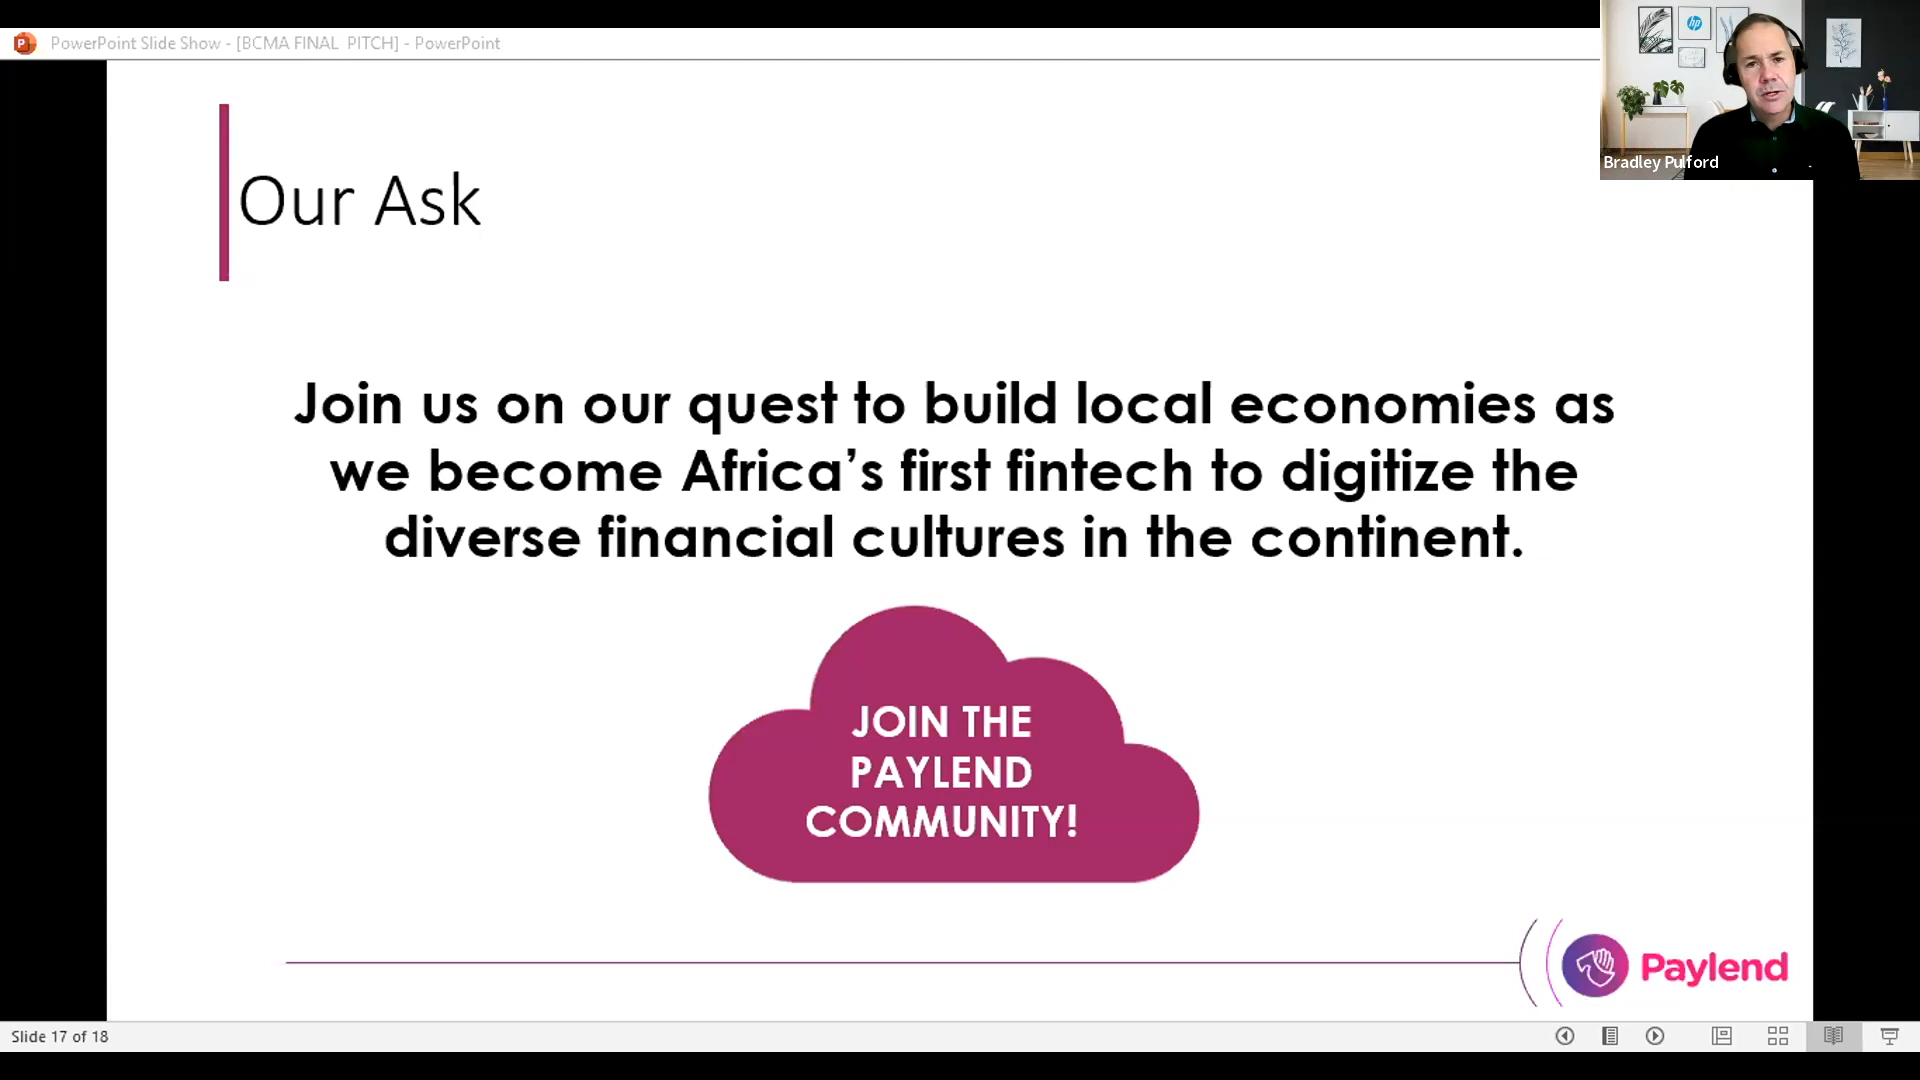 PowerPoint Slide Show - [BCMA FINAL  PITCH] - PowerPoint
hp
Bradley Pulford
Our Ask
Join us on our quest to build local economies as
we become Africa’s first fintech to digitize the
diverse financial cultures in the continent.
JOIN THE
PAYLEND
COMMUNITY!
Paylend
Slide 17 of 18